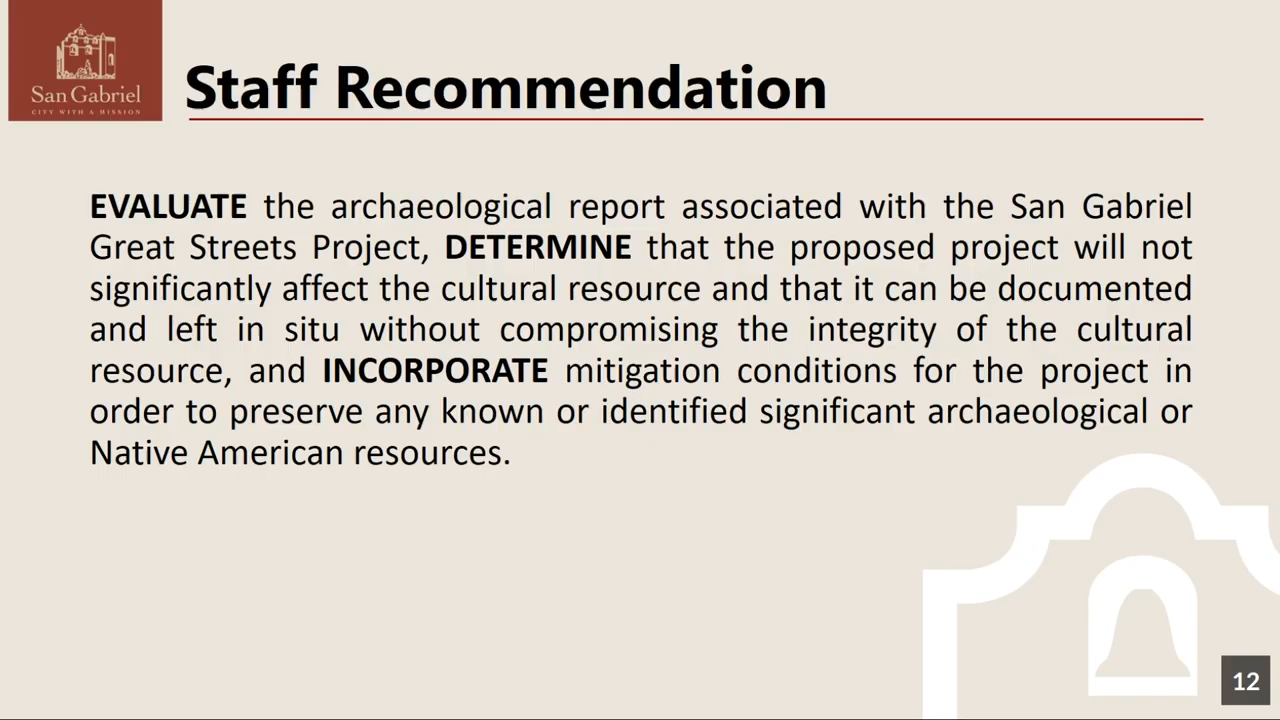 San Gabriel
CITY WITH A MISSION
Staff Recommendation
EVALUATE the archaeological report associated with the San Gabriel
Great Streets Project, DETERMINE that the proposed project will not
significantly affect the cultural resource and that it can be documented
and left in situ without compromising the integrity of the cultural
resource, and INCORPORATE mitigation conditions for the project in
order to preserve any known or identified significant archaeological or
Native American resources.
12